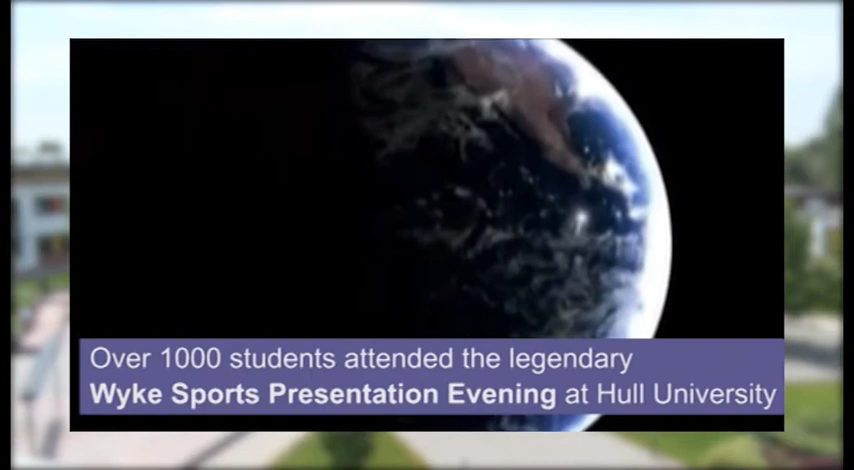 Over 1000 students attended the legendary
Wyke Sports Presentation Evening at Hull University